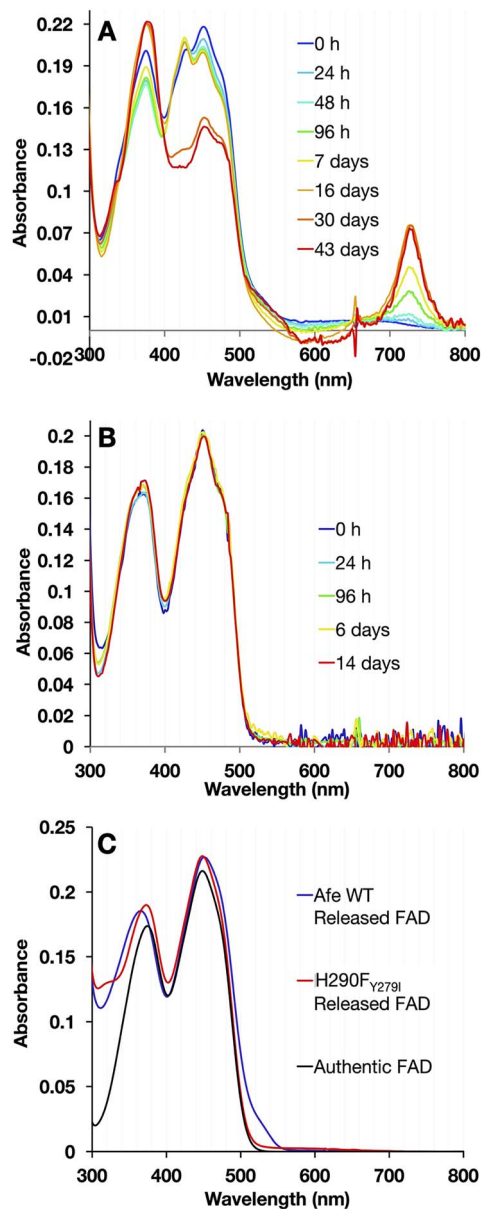 A
Absorbance
0.22
0.19
0.16
0.13
0.1
0.07
0.04
0.01
-0.02
0 h
24 h
48 h
96 h
7 days
16 days
30 days
43 days
300 400 500 600 700 800
Wavelength (nm)
B
Absorbance
0.2
0.18
0.16
0.14
0.12
0.1
0.08
0.06
0.04
0.02
0
0 h
24 h
96 h
6 days
14 days
300 400 500 600 700 800
Wavelength (nm)
C
Absorbance
0.25
0.2
0.15
0.1
0.05
0
Afe WT
Released FAD
H290FY279I
Released FAD
Authentic FAD
300 400 500 600 700 800
Wavelength (nm)